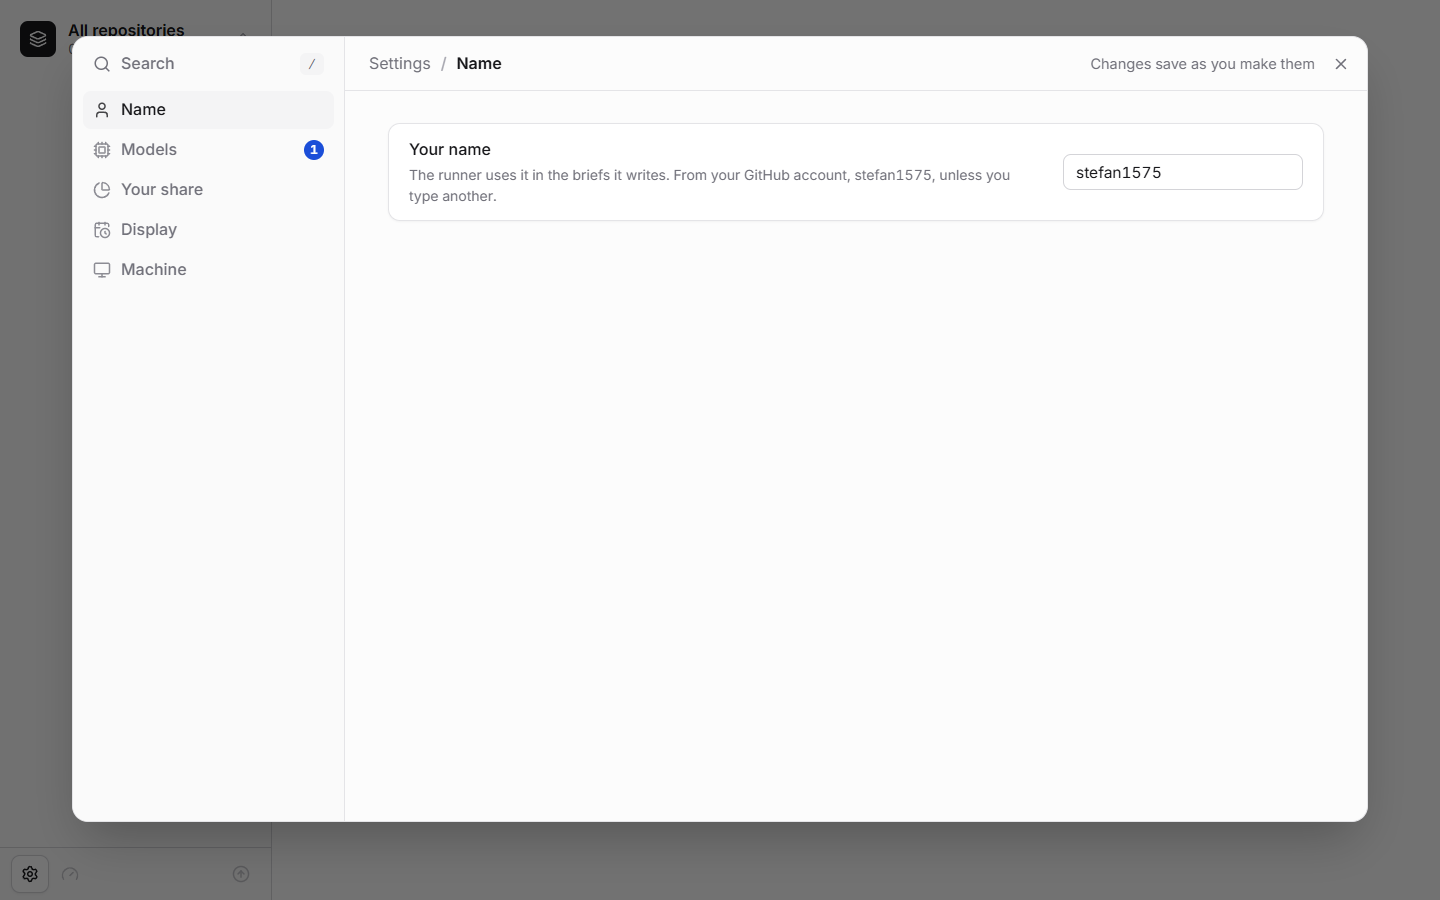 All repositories
Search
/
Name
Models
1
Your share
Display
Machine
Settings / Name
Changes save as you make them
Your name
The runner uses it in the briefs it writes. From your GitHub account, stefan1575, unless you
type another.
stefan1575